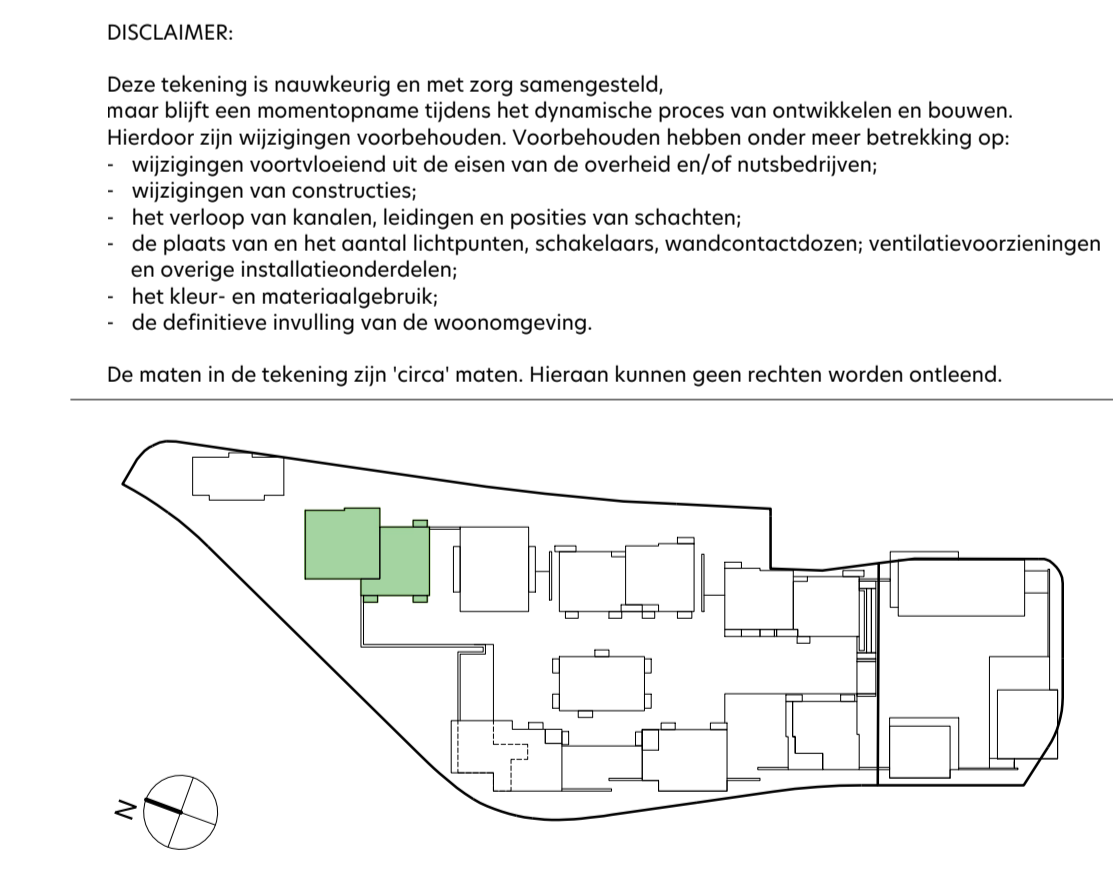 DISCLAIMER:
Deze tekening is nauwkeurig en met zorg samengesteld,
maar blijft een momentopname tijdens het dynamische proces van ontwikkelen en bouwen.
Hierdoor zijn wijzigingen voorbehouden. Voorbehouden hebben onder meer betrekking op:
- wijzigingen voortvloeiend uit de eisen van de overheid en/of nutsbedrijven;
- wijzigingen van constructies;
- het verloop van kanalen, leidingen en posities van schachten;
- de plaats van en het aantal lichtpunten, schakelaars, wandcontactdozen; ventilatievoorzieningen
en overige installatieonderdelen;
- het kleur- en materiaalgebruik;
- de definitieve invulling van de woonomgeving.
De maten in de tekening zijn 'circa' maten. Hieraan kunnen geen rechten worden ontleend.
N